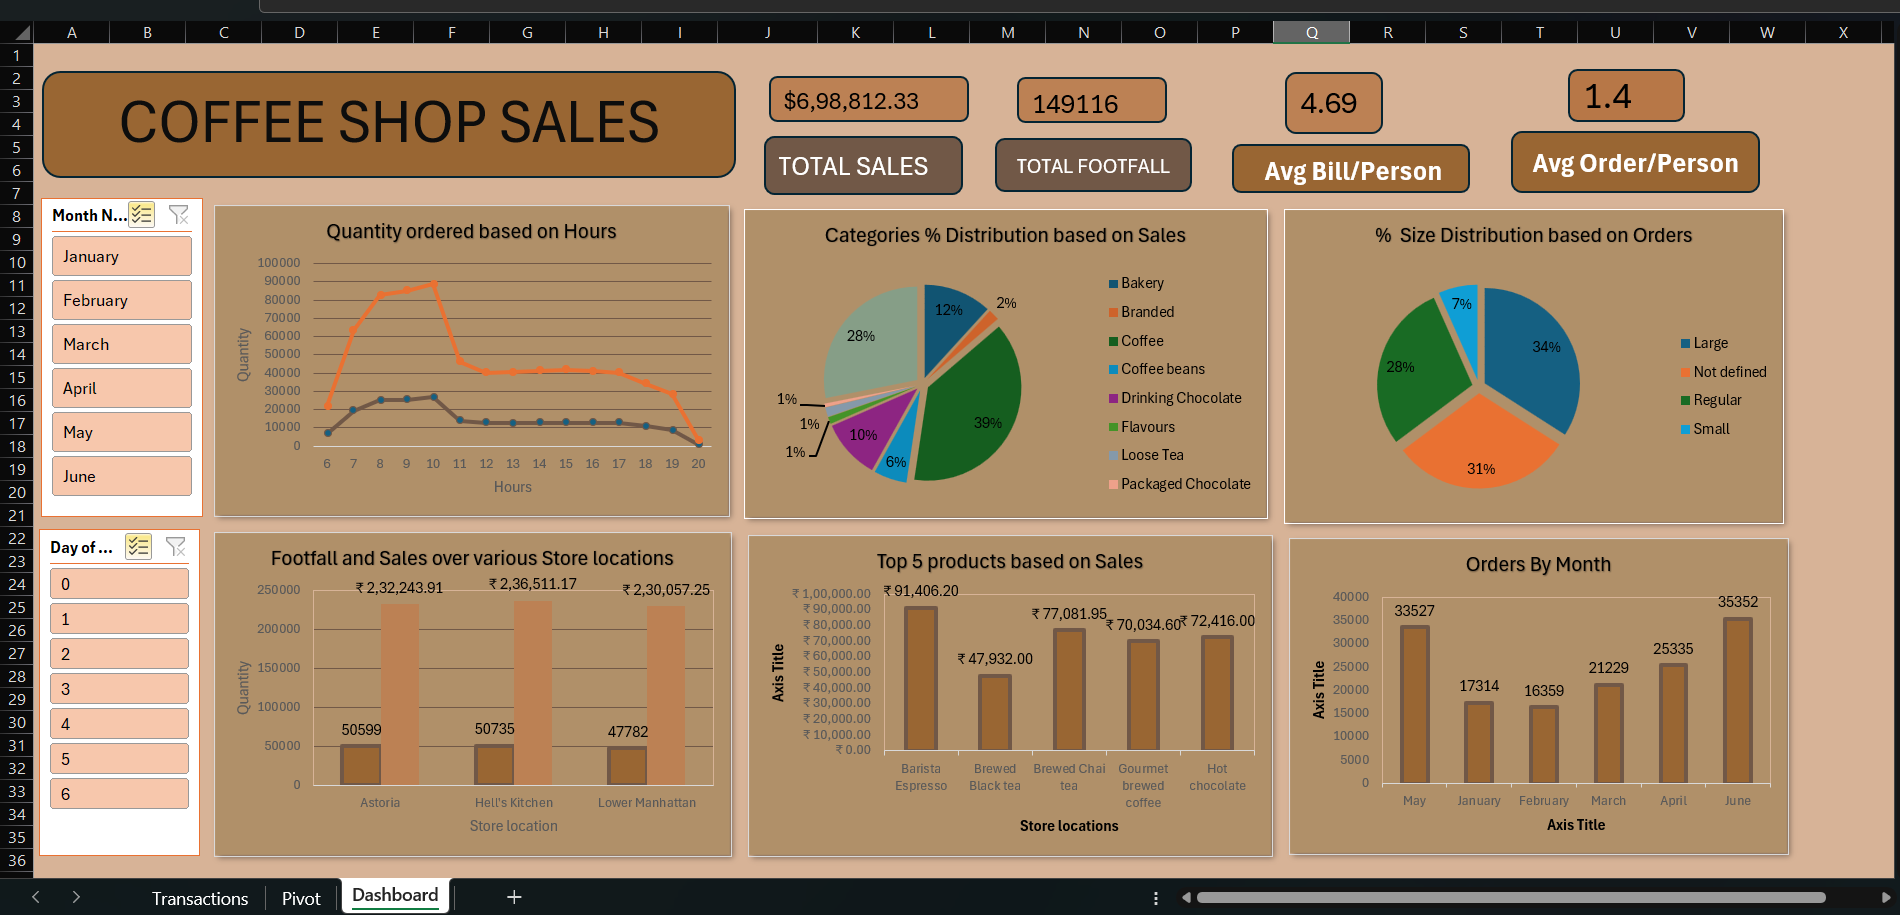 A B C D E F G H I J K L M N O P Q R S T U V W X
1
2
3
4
5
6
7
8
9
10
11
12
13
14
15
16
17
18
19
20
21
22
23
24
25
26
27
28
29
30
31
32
33
34
35
36
COFFEE SHOP SALES
$6,98,812.33
TOTAL SALES
149116
TOTAL FOOTFALL
4.69
Avg Bill/Person
1.4
Avg Order/Person
Month N...
January
February
March
April
May
June
Quantity ordered based on Hours
Quantity
100000
90000
80000
70000
60000
50000
40000
30000
20000
10000
0
6 7 8 9 10 11 12 13 14 15 16 17 18 19 20
Hours
Categories % Distribution based on Sales
12%
2%
39%
6%
10%
1%
1%
1%
28%
Bakery
Branded
Coffee
Coffee beans
Drinking Chocolate
Flavours
Loose Tea
Packaged Chocolate
% Size Distribution based on Orders
34%
31%
28%
7%
Large
Not defined
Regular
Small
Day of ...
0
1
2
3
4
5
6
Footfall and Sales over various Store locations
Quantity
250000
200000
150000
100000
50000
0
₹ 2,32,243.91
₹ 2,36,511.17
₹ 2,30,057.25
50599
50735
47782
Astoria
Hell's Kitchen
Lower Manhattan
Store location
Top 5 products based on Sales
Axis Title
₹ 1,00,000.00
₹ 90,000.00
₹ 80,000.00
₹ 70,000.00
₹ 60,000.00
₹ 50,000.00
₹ 40,000.00
₹ 30,000.00
₹ 20,000.00
₹ 10,000.00
₹ 0.00
₹ 91,406.20
₹ 47,932.00
₹ 77,081.95
₹ 70,034.60
₹ 72,416.00
Barista
Espresso
Brewed
Black tea
Brewed Chai
tea
Gourmet
brewed
coffee
Hot
chocolate
Store locations
Orders By Month
Axis Title
40000
35000
30000
25000
20000
15000
10000
5000
0
33527
17314
16359
21229
25335
35352
May
January
February
March
April
June
Axis Title
Transactions
Pivot
Dashboard